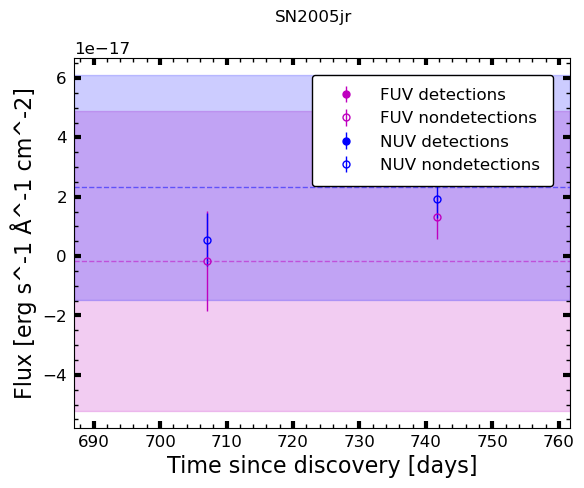 SN2005jr
1e−17
6
4
2
0
−2
−4
Flux [erg s^-1 Å^-1 cm^-2]
FUV detections
FUV nondetections
NUV detections
NUV nondetections
690 700 710 720 730 740 750 760
Time since discovery [days]